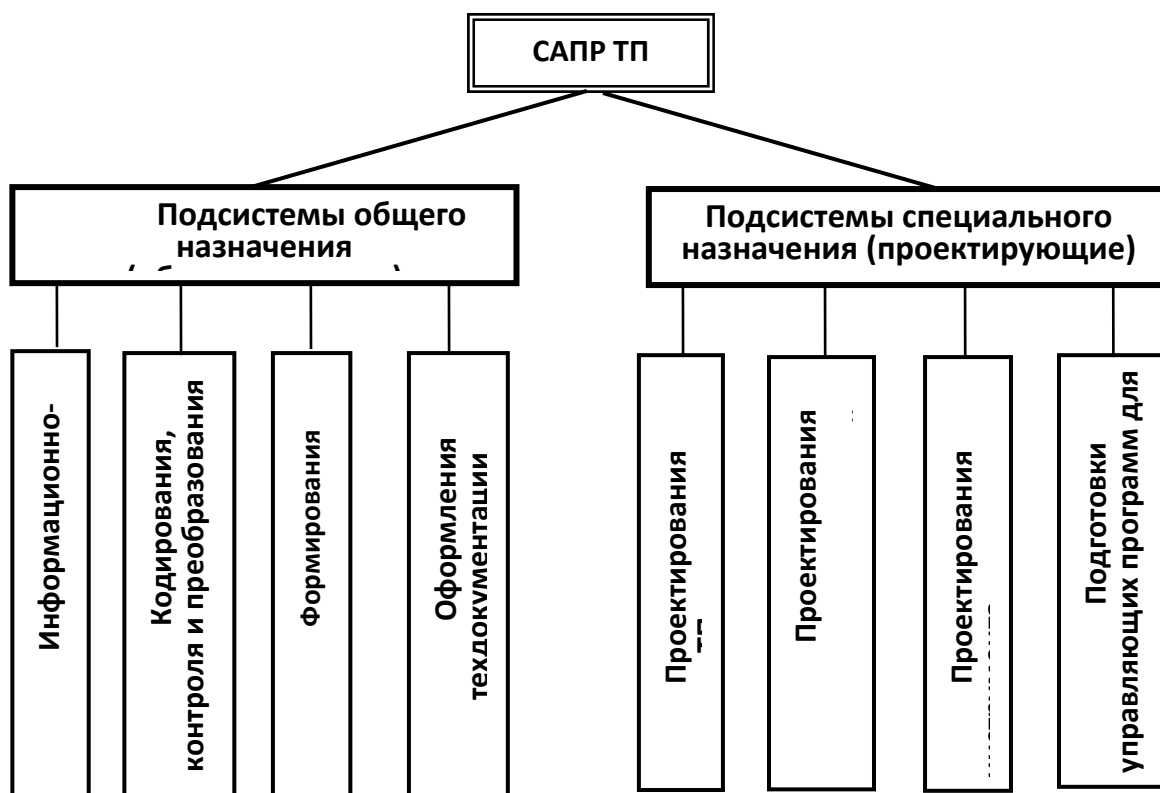 САПР ТП
Подсистемы общего
назначения
Подсистемы специального
назначения (проектирующие)
Информационно-
Кодирования,
контроля и преобразования
Формирования
Оформления
техдокументации
Проектирования
ТП
Проектирования
Проектирования
Подготовки
управляющих программ для